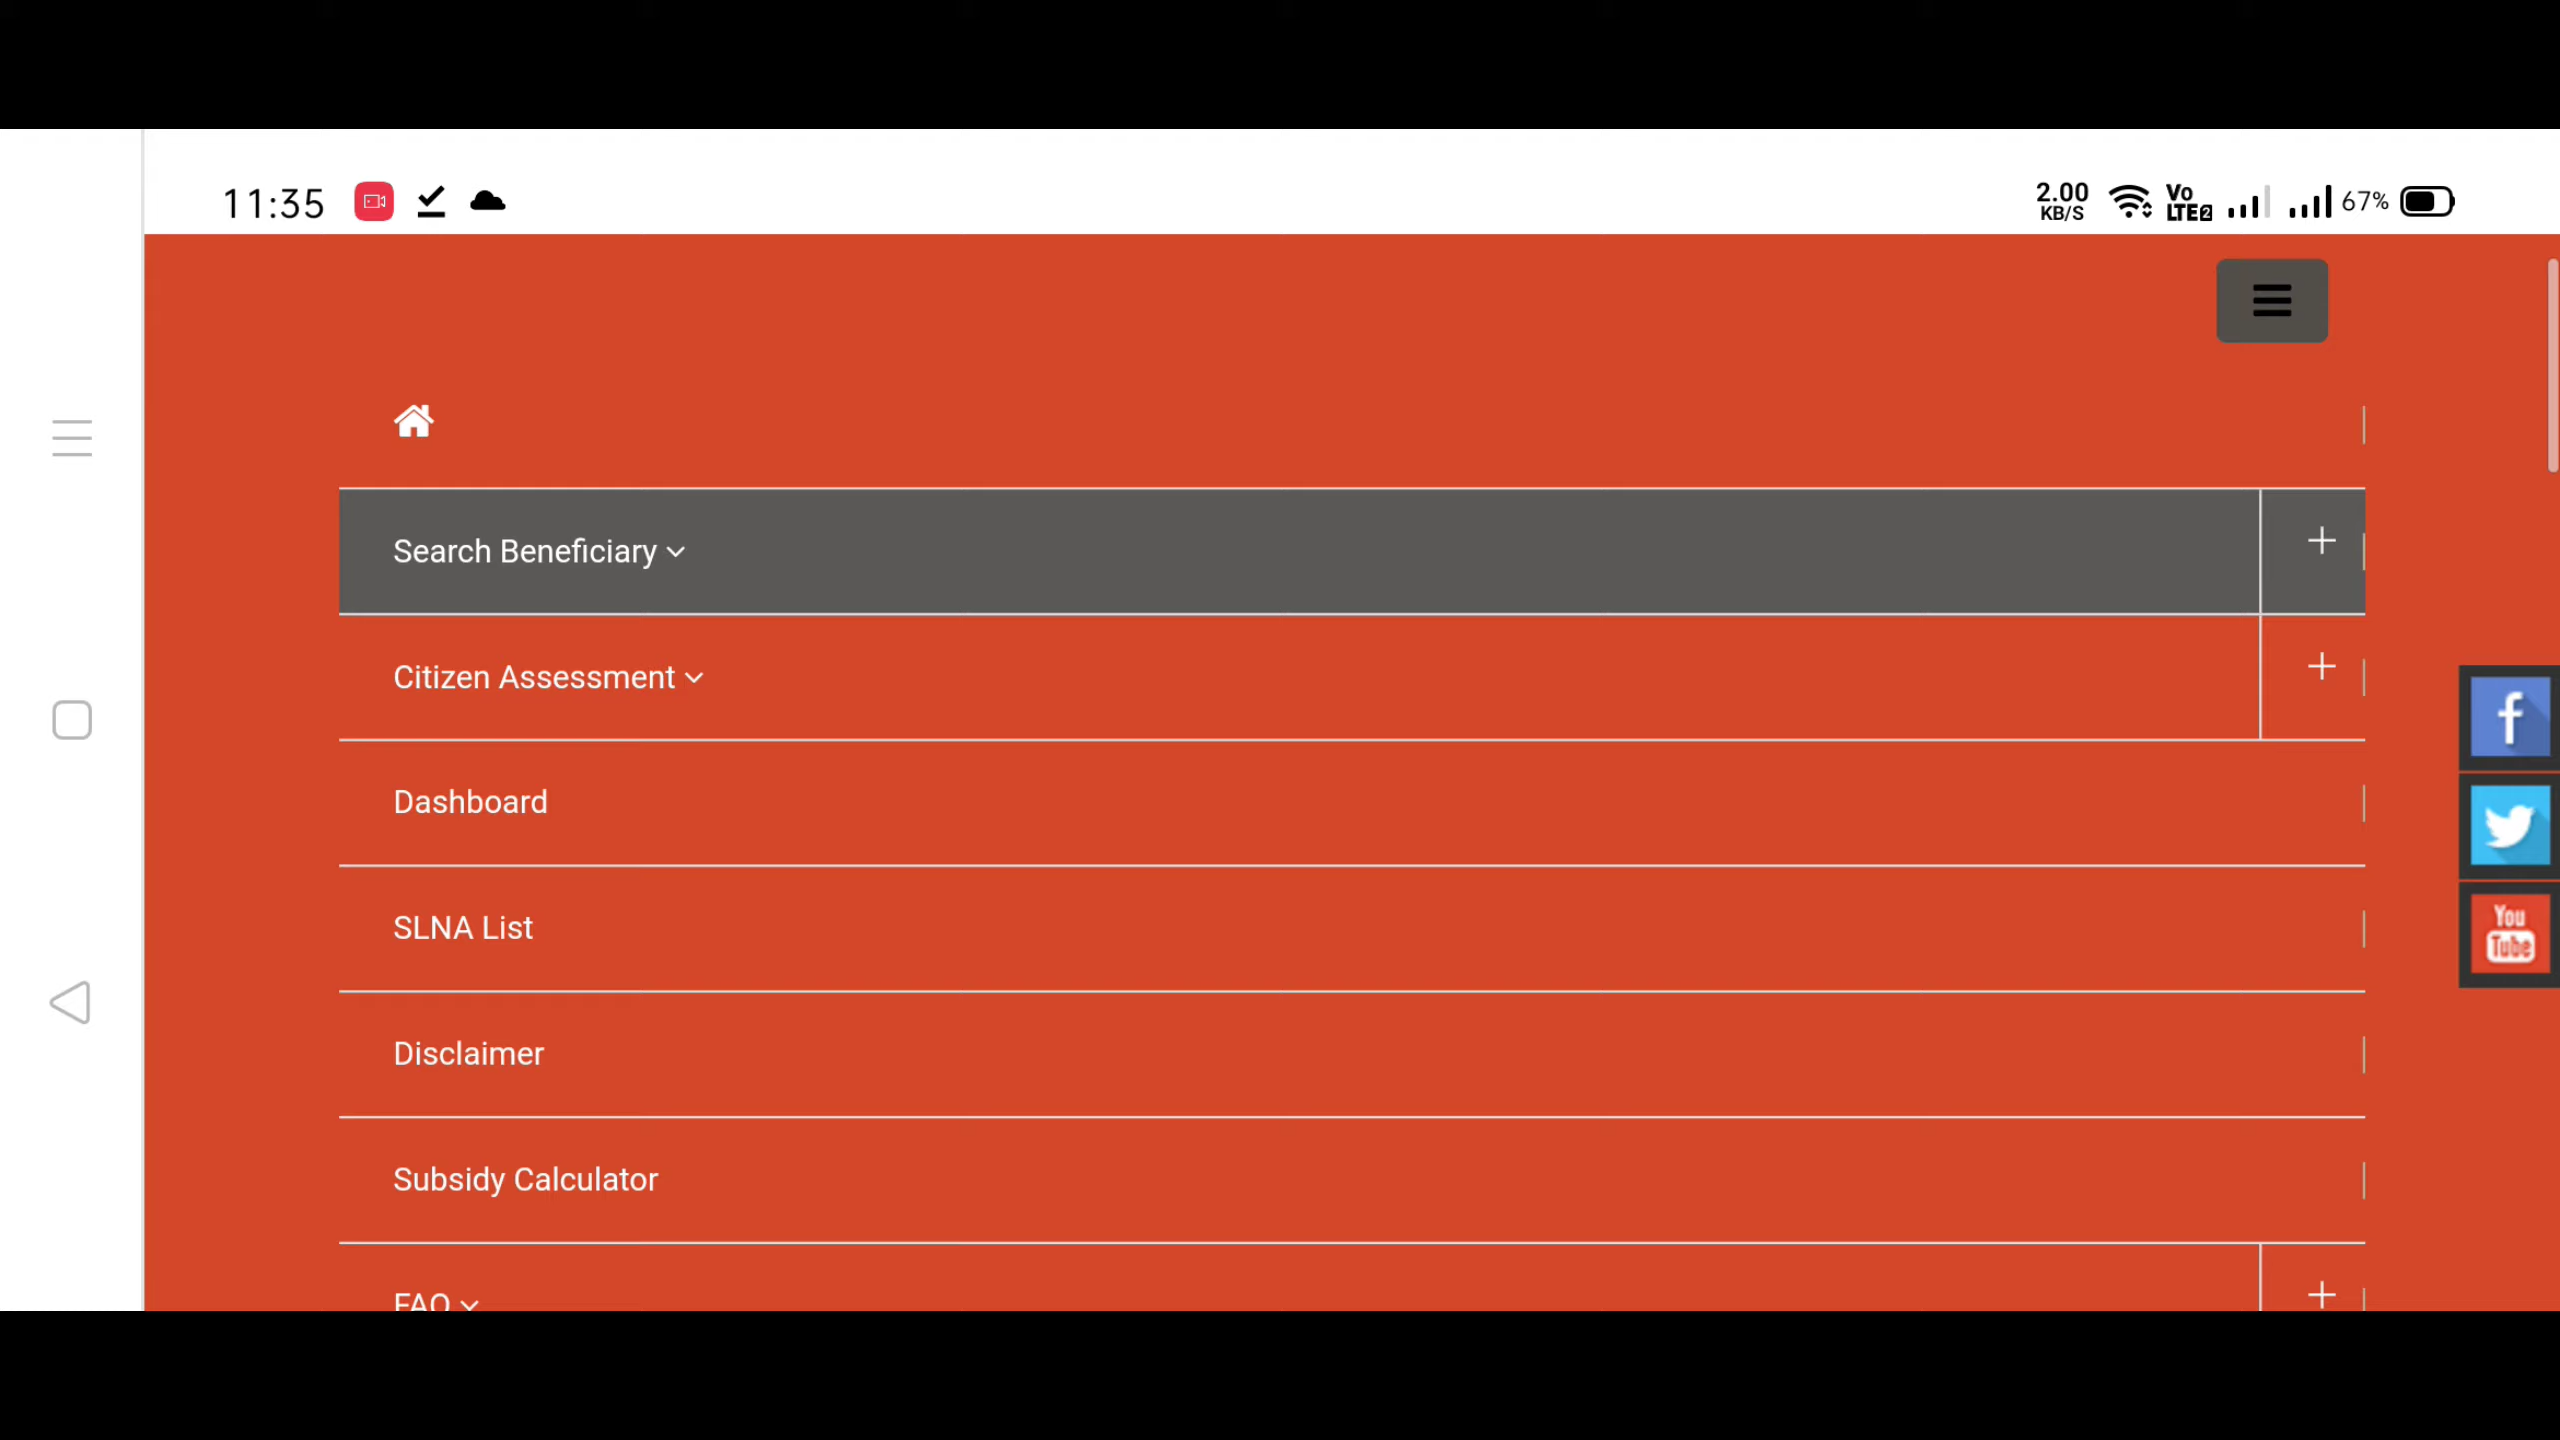 11:35
2.00 KB/S Vo LTE2 67%
Search Beneficiary
Citizen Assessment
Dashboard
SLNA List
Disclaimer
Subsidy Calculator
FAQ
f
You Tube